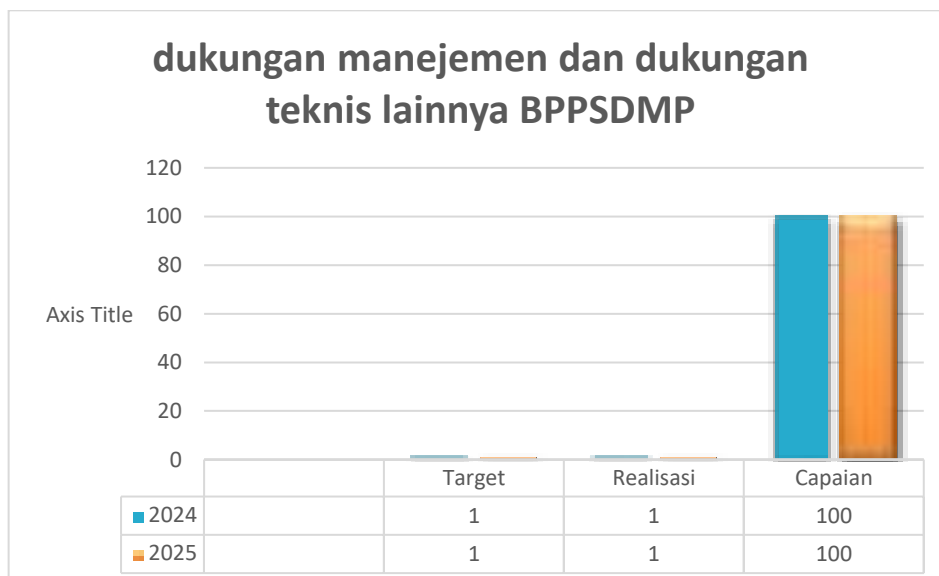 dukungan manejemen dan dukungan
teknis lainnya BPPSDMP
120
100
80
Axis Title 60
40
20
0
Target Realisasi Capaian
2024 1 1 100
2025 1 1 100